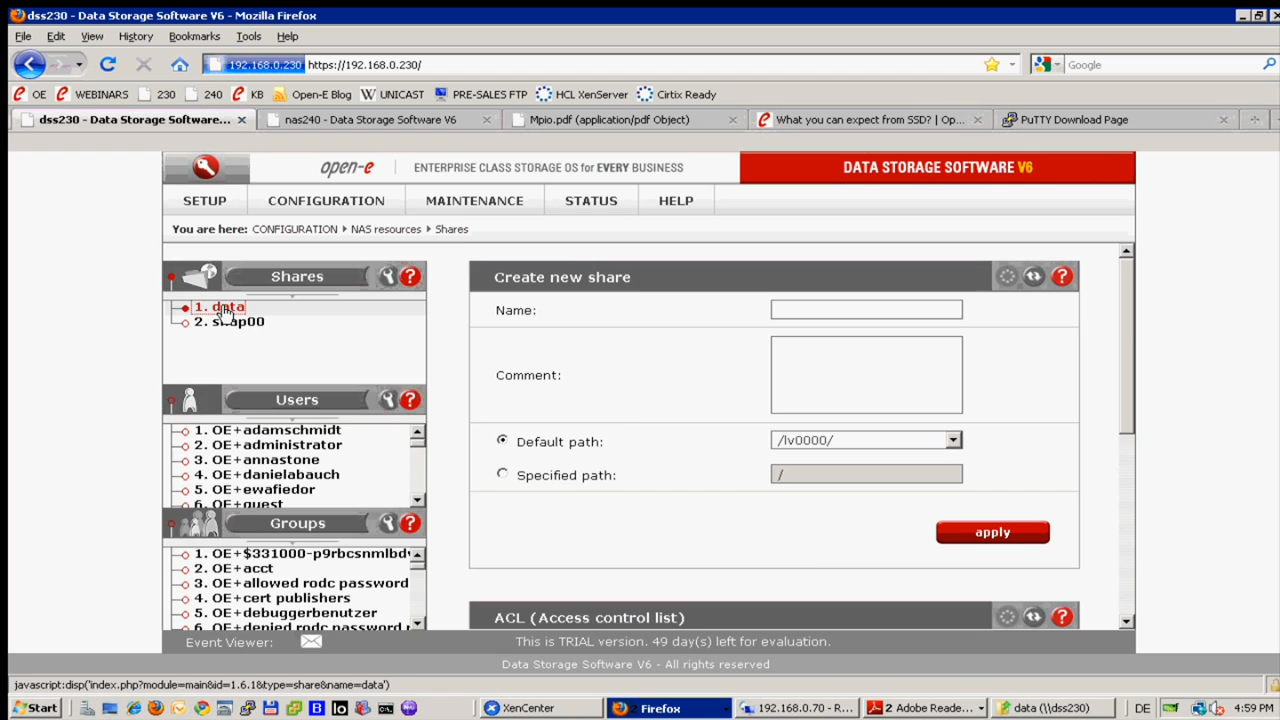 dss230 - Data Storage Software V6 - Mozilla Firefox
File Edit View History Bookmarks Tools Help
192.168.0.230 https://192.168.0.230/
Google
OE WEBINARS 230 240 KB Open-E Blog UNICAST PRE-SALES FTP HCL XenServer Cirtix Ready
dss230 - Data Storage Software... nas240 - Data Storage Software V6 Mpio.pdf (application/pdf Object) What you can expect from SSD? | Op... PuTTY Download Page
open-e ENTERPRISE CLASS STORAGE OS for EVERY BUSINESS DATA STORAGE SOFTWARE V6
SETUP CONFIGURATION MAINTENANCE STATUS HELP
You are here: CONFIGURATION NAS resources Shares
Shares
1. data
2. snap00
Users
1. OE+adamschmidt
2. OE+administrator
3. OE+annastone
4. OE+danielabauch
5. OE+ewafiedor
6. OE+guest
Groups
1. OE+$331000-p9rbcsnmlbdv
2. OE+acct
3. OE+allowed rodc password
4. OE+cert publishers
5. OE+debuggerbenutzer
6. OE+denied rodc password r
Create new share
Name:
Comment:
Default path: /lv0000/
Specified path: /
apply
ACL (Access control list)
Event Viewer: This is TRIAL version. 49 day(s) left for evaluation.
Data Storage Software V6 - All rights reserved
javascript:disp('index.php?module=main&id=1.6.1&type=share&name=data')
Start XenCenter 2 Firefox 192.168.0.70 - R... 2 Adobe Reade... data (\\dss230) DE 4:59 PM